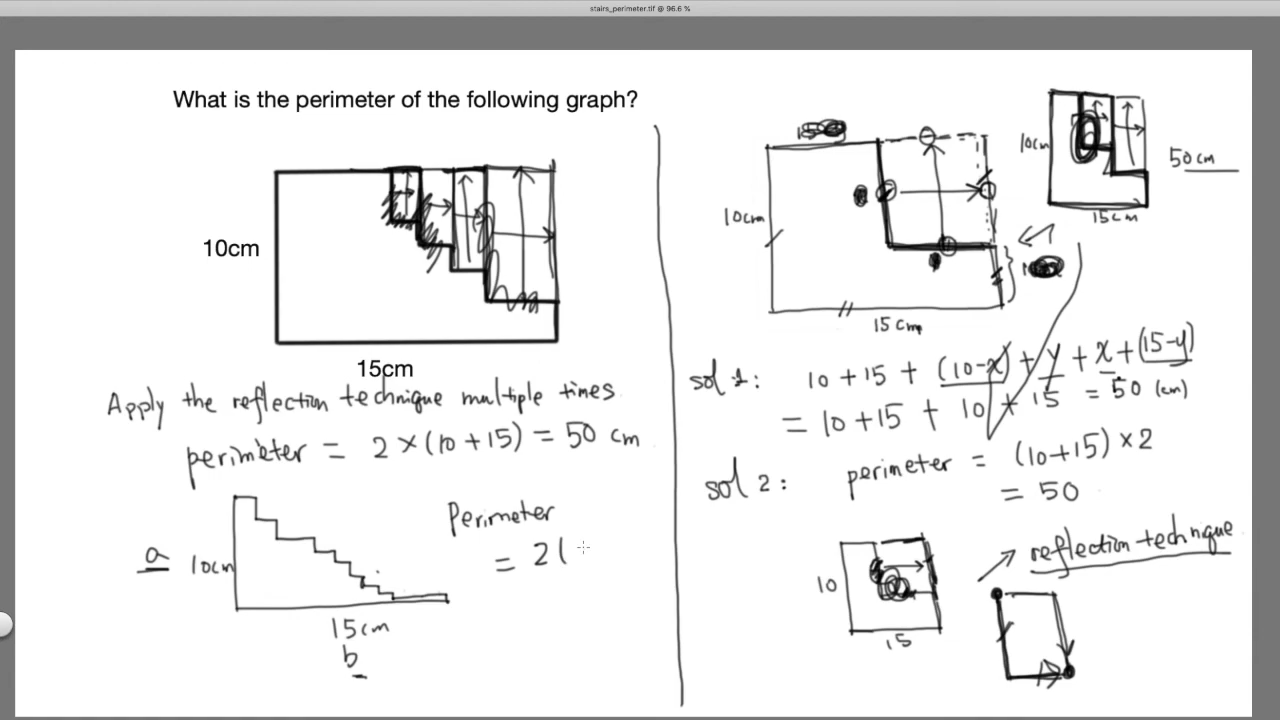 stairs_perimeter.tif @ 96.6 %
What is the perimeter of the following graph?
10cm
15cm
Apply the reflection technique multiple times
perimeter = 2 × (10 + 15) = 50 cm
a
10cm
15cm
b
Perimeter
= 2(
10cm
15cm
10cm
15cm
50cm
sol 1: 10 + 15 + (10-x) + y + x + (15-y)
= 10 + 15 + 10 + 15 = 50 (cm)
sol 2: perimeter = (10+15) × 2
= 50
10
15
reflection technique